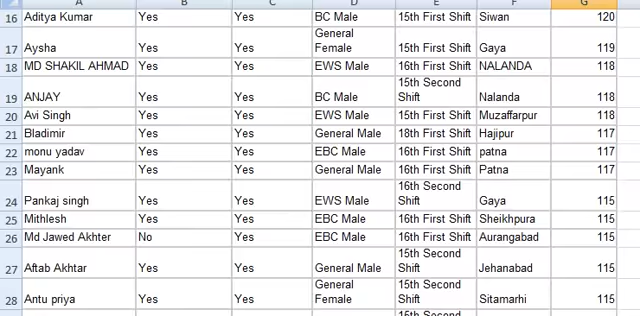 A B C D E F G
16 Aditya Kumar Yes Yes BC Male 15th First Shift Siwan 120
17 Aysha Yes Yes General Female 15th First Shift Gaya 119
18 MD SHAKIL AHMAD Yes Yes EWS Male 16th First Shift NALANDA 118
19 ANJAY Yes Yes BC Male 15th Second Shift Nalanda 118
20 Avi Singh Yes Yes EWS Male 15th First Shift Muzaffarpur 118
21 Bladimir Yes Yes General Male 18th First Shift Hajipur 117
22 monu yadav Yes Yes EBC Male 16th First Shift patna 117
23 Mayank Yes Yes General Male 16th First Shift Patna 117
24 Pankaj singh Yes Yes EWS Male 16th Second Shift Gaya 115
25 Mithlesh Yes Yes EBC Male 16th First Shift Sheikhpura 115
26 Md Jawed Akhter No Yes EBC Male 16th First Shift Aurangabad 115
27 Aftab Akhtar Yes Yes General Male 15th Second Shift Jehanabad 115
28 Antu priya Yes Yes General Female 15th Second Shift Sitamarhi 115
15th Second